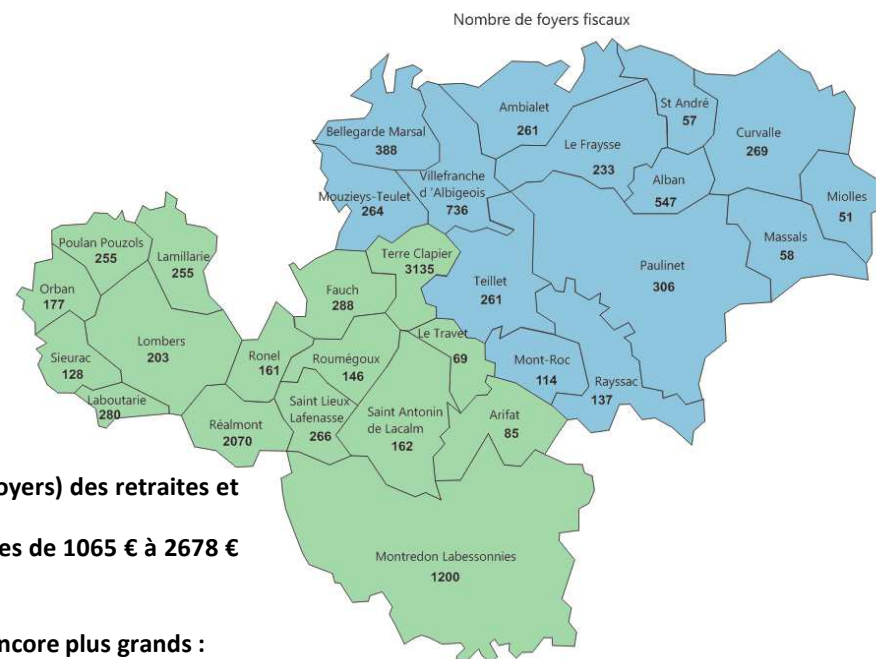 Nombre de foyers fiscaux
St André
57
Ambialet
261
Curvalle
269
Bellegarde Marsal
388
Le Fraysse
233
Alban
547
Villefranche
d 'Albigeois
736
Mouzieys-Teulet
264
Miolles
51
Massals
58
Poulan Pouzols
255
Lamillarie
255
Terre Clapier
3135
Paulinet
306
Teillet
261
Orban
177
Fauch
288
Lombers
203
Le Travet
69
Sieurac
128
Ronel
161
Roumégoux
146
Mont-Roc
114
Rayssac
137
Laboutarie
280
Saint Lieux
Lafenasse
266
Saint Antonin
de Lacalm
162
Arifat
85
Réalmont
2070
oyers) des retraites et
es de 1065 € à 2678 €
Montredon Labessonnies
1200
ncore plus grands :